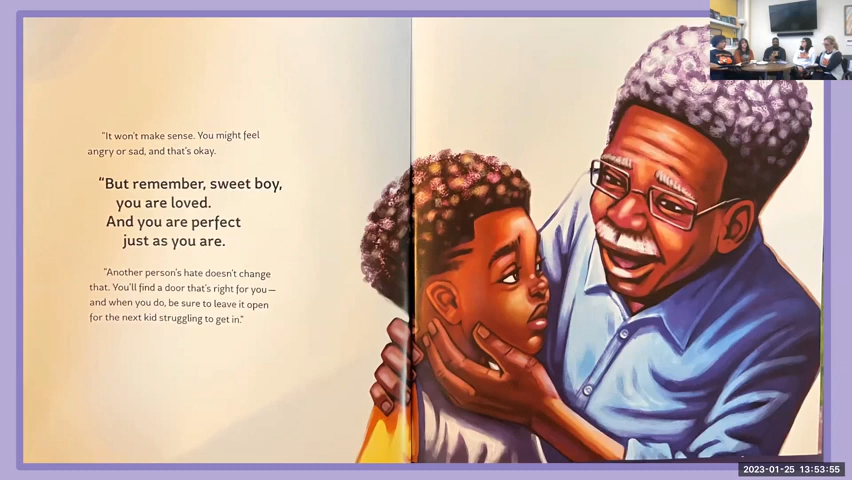 "It won't make sense. You might feel
angry or sad, and that's okay.
"But remember, sweet boy,
you are loved.
And you are perfect
just as you are.
"Another person's hate doesn't change
that. You'll find a door that's right for you—
and when you do, be sure to leave it open
for the next kid struggling to get in."
2023-01-25 13:53:55